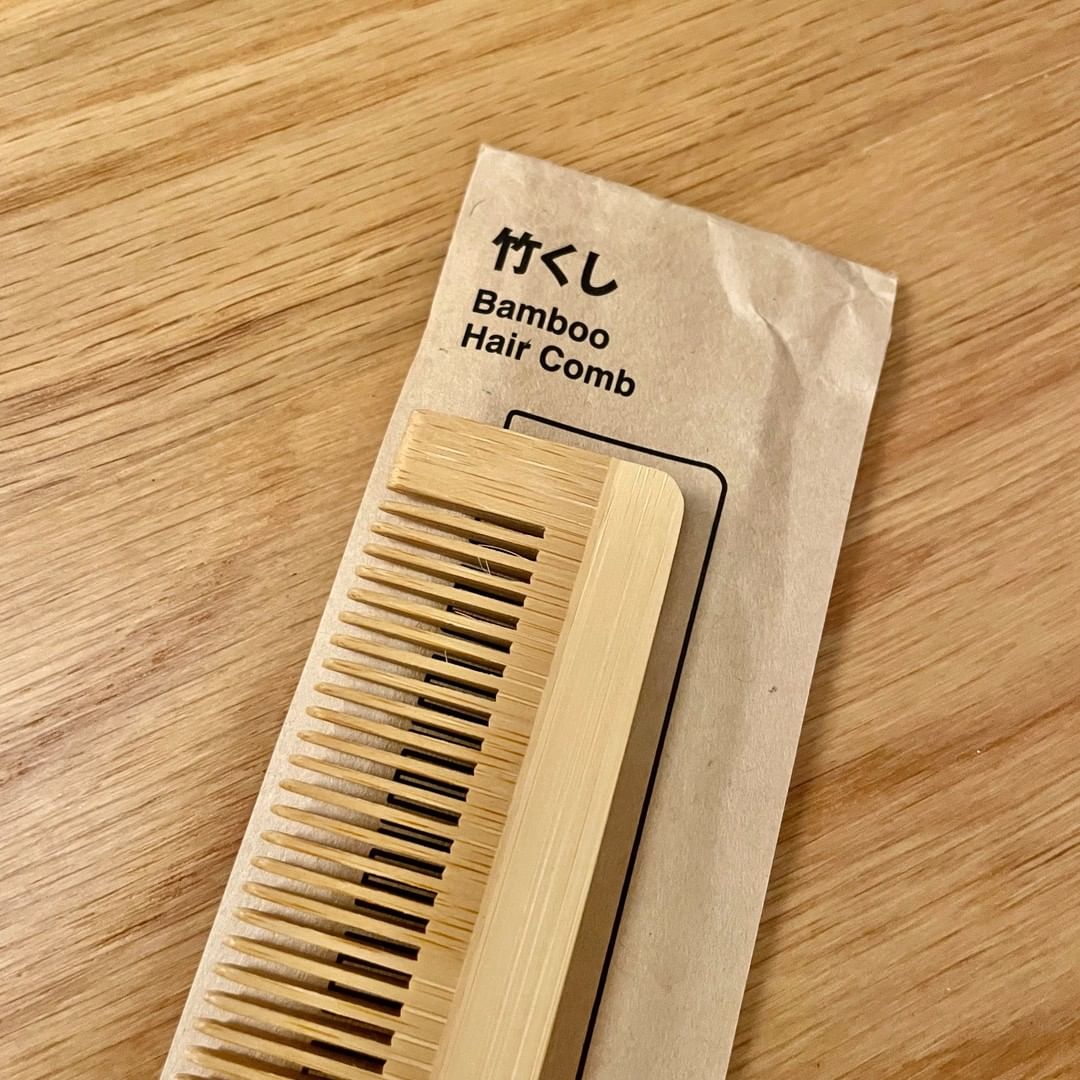 竹くし
Bamboo
Hair Comb